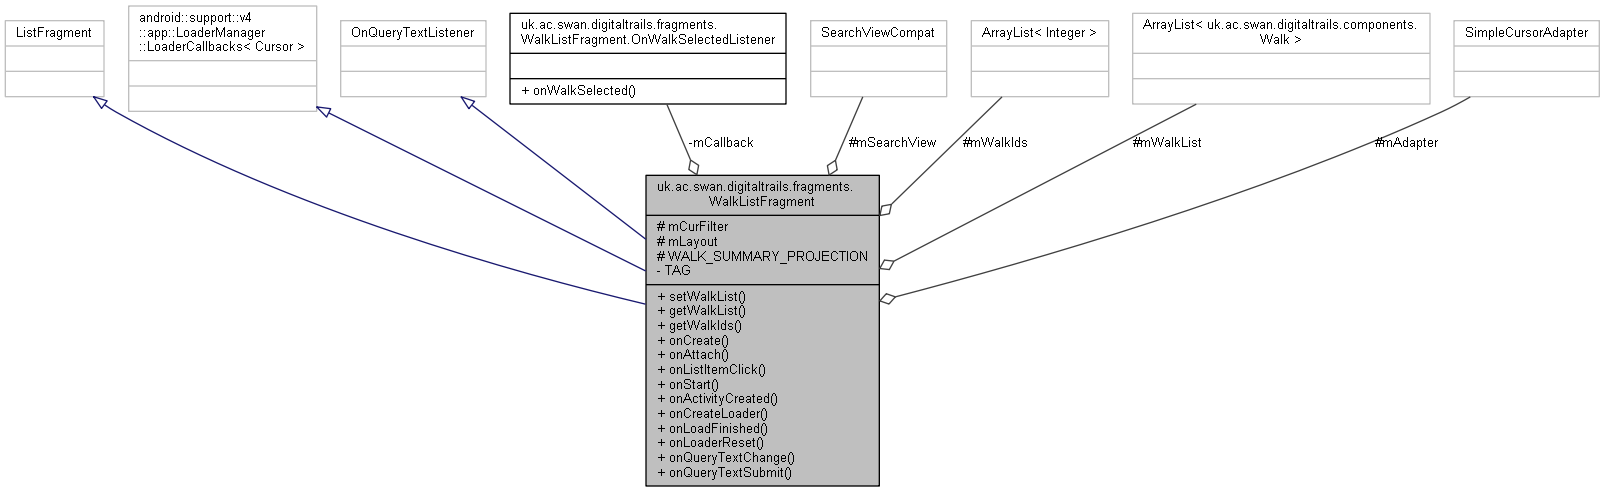 ListFragment
android::support::v4
::app::LoaderManager
::LoaderCallbacks< Cursor >
OnQueryTextListener
uk.ac.swan.digitaltrails.fragments.
WalkListFragment.OnWalkSelectedListener
+ onWalkSelected()
SearchViewCompat
ArrayList< Integer >
ArrayList< uk.ac.swan.digitaltrails.components.
Walk >
SimpleCursorAdapter
-mCallback
#mSearchView
#mWalkIds
#mWalkList
#mAdapter
uk.ac.swan.digitaltrails.fragments.
WalkListFragment
# mCurFilter
# mLayout
# WALK_SUMMARY_PROJECTION
- TAG
+ setWalkList()
+ getWalkList()
+ getWalkIds()
+ onCreate()
+ onAttach()
+ onListItemClick()
+ onStart()
+ onActivityCreated()
+ onCreateLoader()
+ onLoadFinished()
+ onLoaderReset()
+ onQueryTextChange()
+ onQueryTextSubmit()